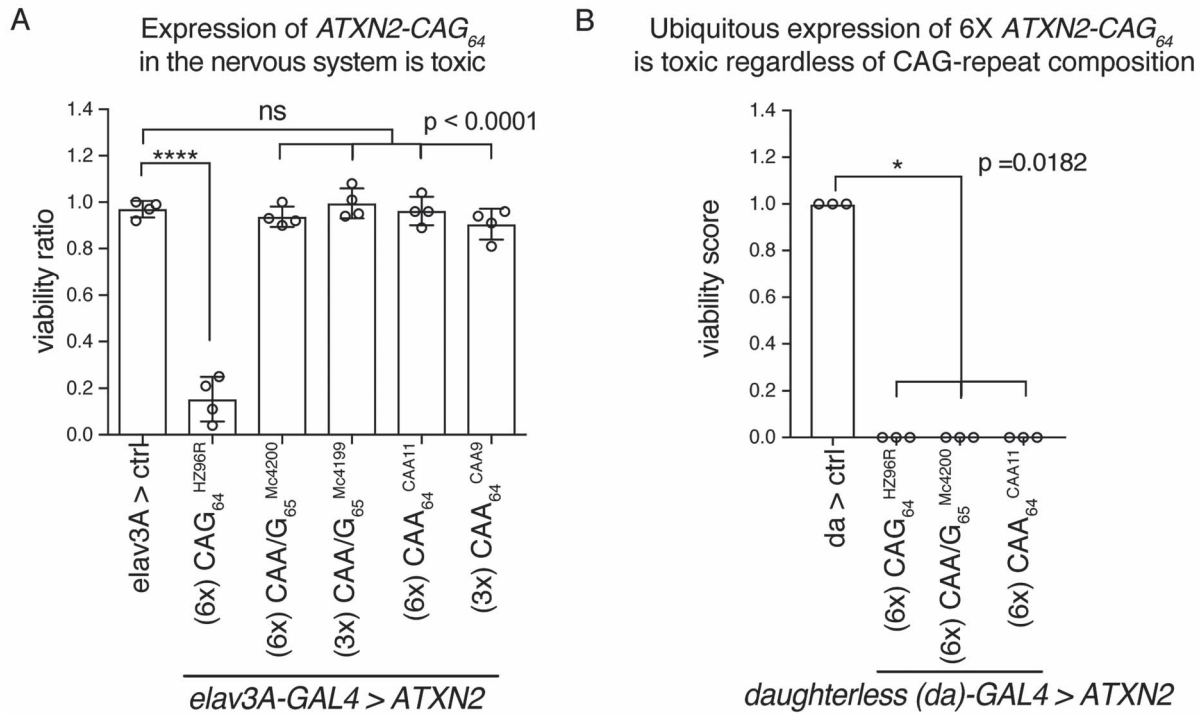 A
Expression of ATXN2-CAG64
in the nervous system is toxic
viability ratio
1.4
1.2
1.0
0.8
0.6
0.4
0.2
0.0
ns
****
p < 0.0001
elav3A > ctrl
(6x) CAG64 HZ96R
(6x) CAA/G65 Mc4200
(3x) CAA/G65 Mc4199
(6x) CAA64 CAA11
(3x) CAA64 CAA9
elav3A-GAL4 > ATXN2
B
Ubiquitous expression of 6X ATXN2-CAG64
is toxic regardless of CAG-repeat composition
viability score
1.4
1.2
1.0
0.8
0.6
0.4
0.2
0.0
*
p =0.0182
da > ctrl
(6x) CAG64 HZ96R
(6x) CAA/G65 Mc4200
(6x) CAA64 CAA11
daughterless (da)-GAL4 > ATXN2